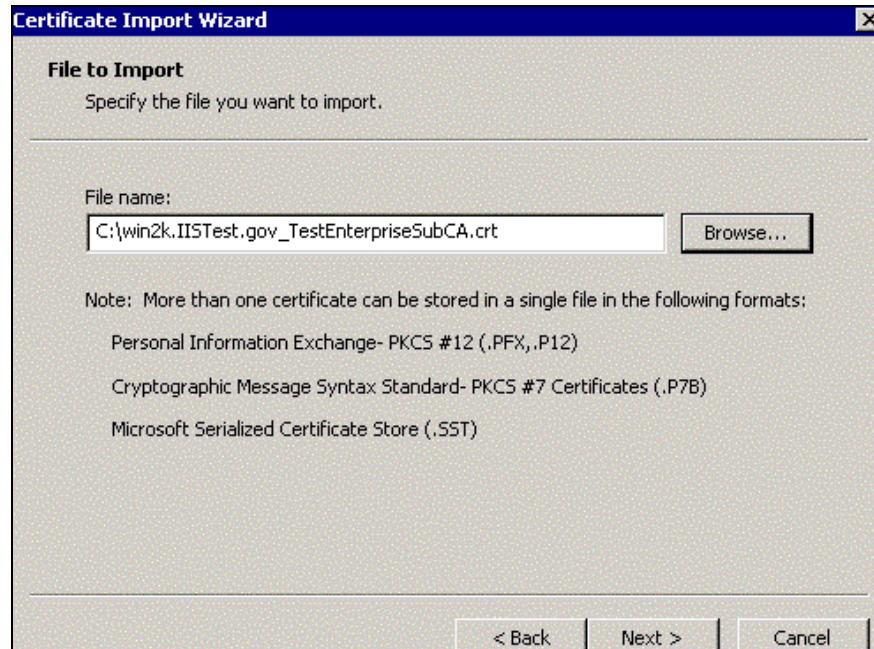 Certificate Import Wizard
File to Import
Specify the file you want to import.
File name:
C:\win2k.IISTest.gov_TestEnterpriseSubCA.crt
Browse...
Note: More than one certificate can be stored in a single file in the following formats:
Personal Information Exchange- PKCS #12 (.PFX,.P12)
Cryptographic Message Syntax Standard- PKCS #7 Certificates (.P7B)
Microsoft Serialized Certificate Store (.SST)
< Back Next > Cancel